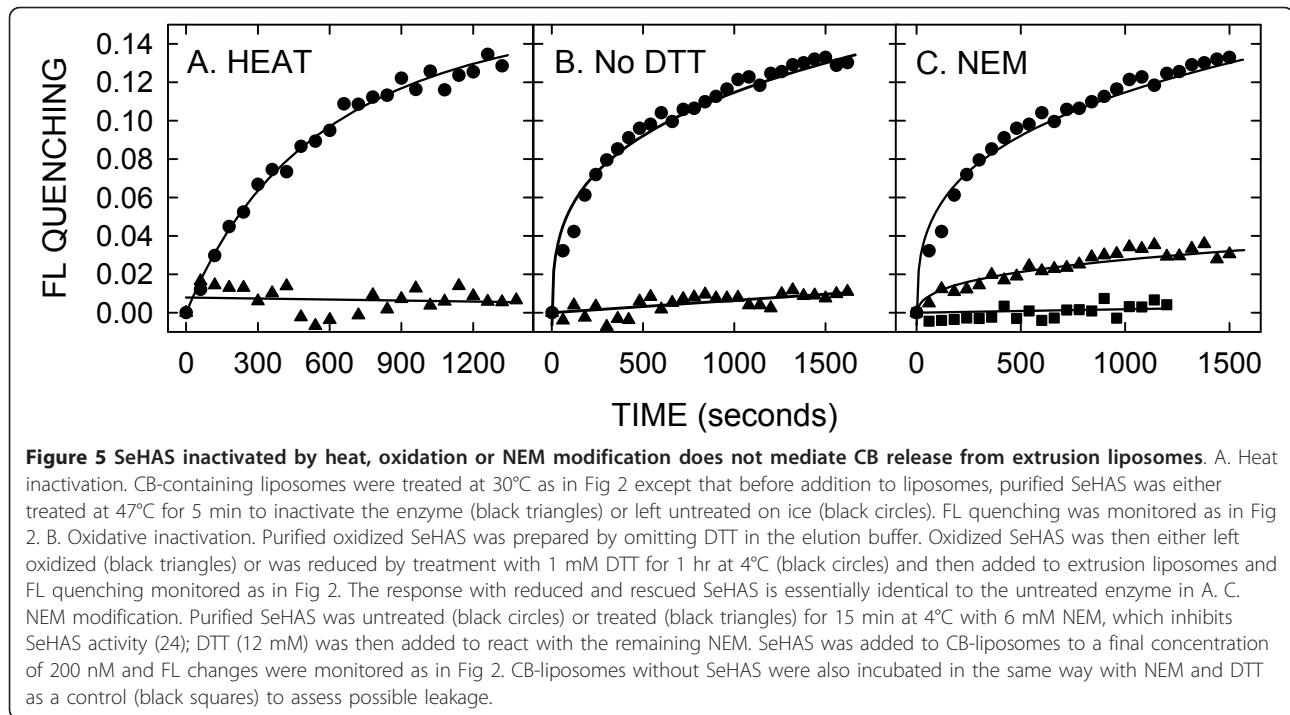 A. HEAT
B. No DTT
C. NEM
FL QUENCHING
0.14
0.12
0.10
0.08
0.06
0.04
0.02
0.00
0 300 600 900 1200
0 500 1000 1500
0 500 1000 1500
TIME (seconds)
Figure 5 SeHAS inactivated by heat, oxidation or NEM modification does not mediate CB release from extrusion liposomes. A. Heat
inactivation. CB-containing liposomes were treated at 30°C as in Fig 2 except that before addition to liposomes, purified SeHAS was either
treated at 47°C for 5 min to inactivate the enzyme (black triangles) or left untreated on ice (black circles). FL quenching was monitored as in Fig
2. B. Oxidative inactivation. Purified oxidized SeHAS was prepared by omitting DTT in the elution buffer. Oxidized SeHAS was then either left
oxidized (black triangles) or was reduced by treatment with 1 mM DTT for 1 hr at 4°C (black circles) and then added to extrusion liposomes and
FL quenching monitored as in Fig 2. The response with reduced and rescued SeHAS is essentially identical to the untreated enzyme in A. C.
NEM modification. Purified SeHAS was untreated (black circles) or treated (black triangles) for 15 min at 4°C with 6 mM NEM, which inhibits
SeHAS activity (24); DTT (12 mM) was then added to react with the remaining NEM. SeHAS was added to CB-liposomes to a final concentration
of 200 nM and FL changes were monitored as in Fig 2. CB-liposomes without SeHAS were also incubated in the same way with NEM and DTT
as a control (black squares) to assess possible leakage.